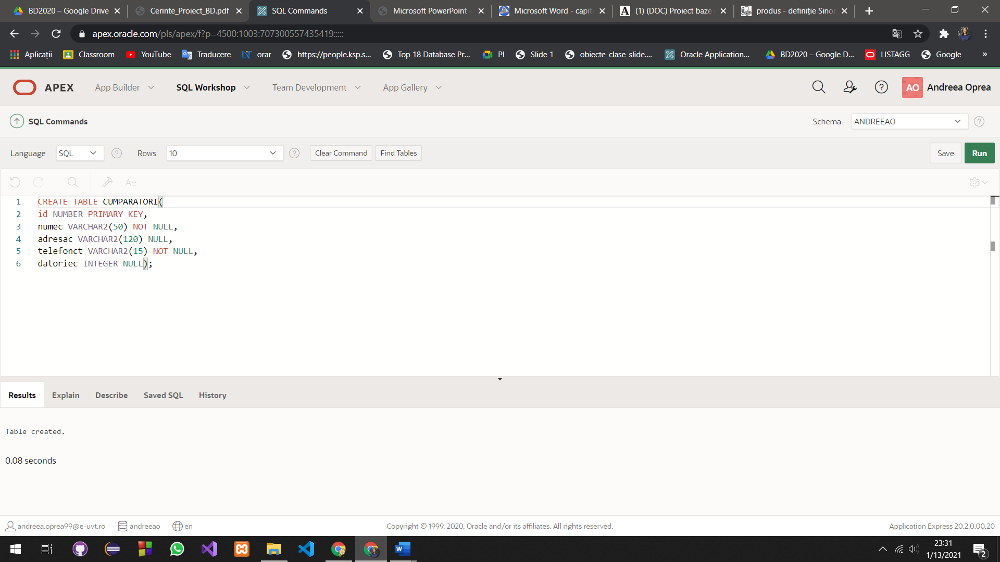 BD2020 – Google Drive
Cerinte_Proiect_BD.pdf
SQL Commands
Microsoft PowerPoint -
Microsoft Word - capit
(1) (DOC) Proiect baze
produs - definiție Sinor
apex.oracle.com/pls/apex/f?p=4500:1003:707300557435419:::::
Aplicații
Classroom
YouTube
Traducere
orar
https://people.ksp.s...
Top 18 Database Pr...
PI
Slide 1
obiecte_clase_slide....
Oracle Application...
BD2020 – Google D...
LISTAGG
Google
»
APEX
App Builder
SQL Workshop
Team Development
App Gallery
AO
Andreea Oprea
SQL Commands
Schema
ANDREEAO
Language
SQL
Rows
10
Clear Command
Find Tables
Save
Run
1 CREATE TABLE CUMPARATORI(
2 id NUMBER PRIMARY KEY,
3 numec VARCHAR2(50) NOT NULL,
4 adresac VARCHAR2(120) NULL,
5 telefonct VARCHAR2(15) NOT NULL,
6 datoriec INTEGER NULL);
Results
Explain
Describe
Saved SQL
History
Table created.
0.08 seconds
andreea.oprea99@e-uvt.ro
andreeao
en
Copyright © 1999, 2020, Oracle and/or its affiliates. All rights reserved.
Application Express 20.2.0.00.20
23:31
1/13/2021
2